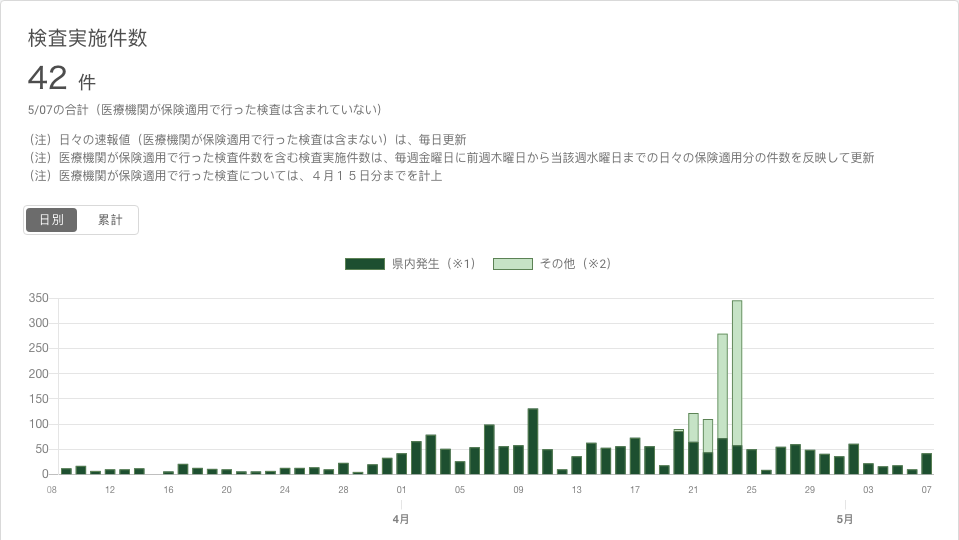 検査実施件数
42 件
5/07の合計（医療機関が保険適用で行った検査は含まれていない）
（注）日々の速報値（医療機関が保険適用で行った検査は含まない）は、毎日更新
（注）医療機関が保険適用で行った検査件数を含む検査実施件数は、毎週金曜日に前週木曜日から当該週水曜日までの日々の保険適用分の件数を反映して更新
（注）医療機関が保険適用で行った検査については、４月１５日分までを計上
日別 累計
県内発生（※1） その他（※2）
350
300
250
200
150
100
50
0
08 12 16 20 24 28 01 05 09 13 17 21 25 29 03 07
4月 5月